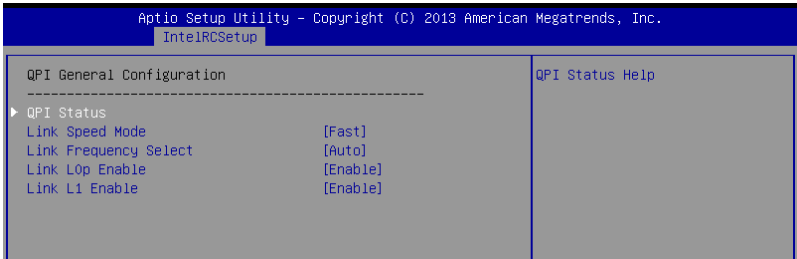 Aptio Setup Utility – Copyright (C) 2013 American Megatrends, Inc.
IntelRCSetup
QPI General Configuration
QPI Status Help
--------------------------------------------------
QPI Status
Link Speed Mode [Fast]
Link Frequency Select [Auto]
Link L0p Enable [Enable]
Link L1 Enable [Enable]